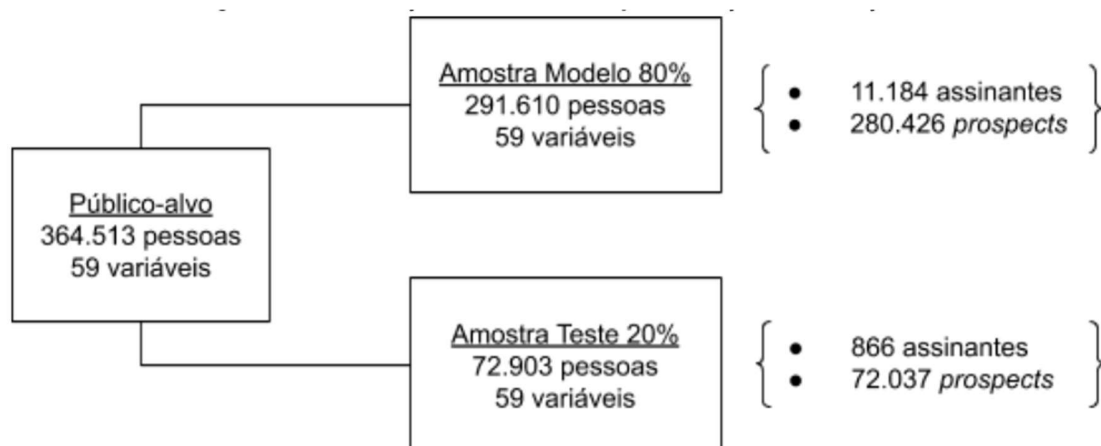 Amostra Modelo 80%
291.610 pessoas
59 variáveis
● 11.184 assinantes
● 280.426 prospects
Público-alvo
364.513 pessoas
59 variáveis
Amostra Teste 20%
72.903 pessoas
59 variáveis
● 866 assinantes
● 72.037 prospects